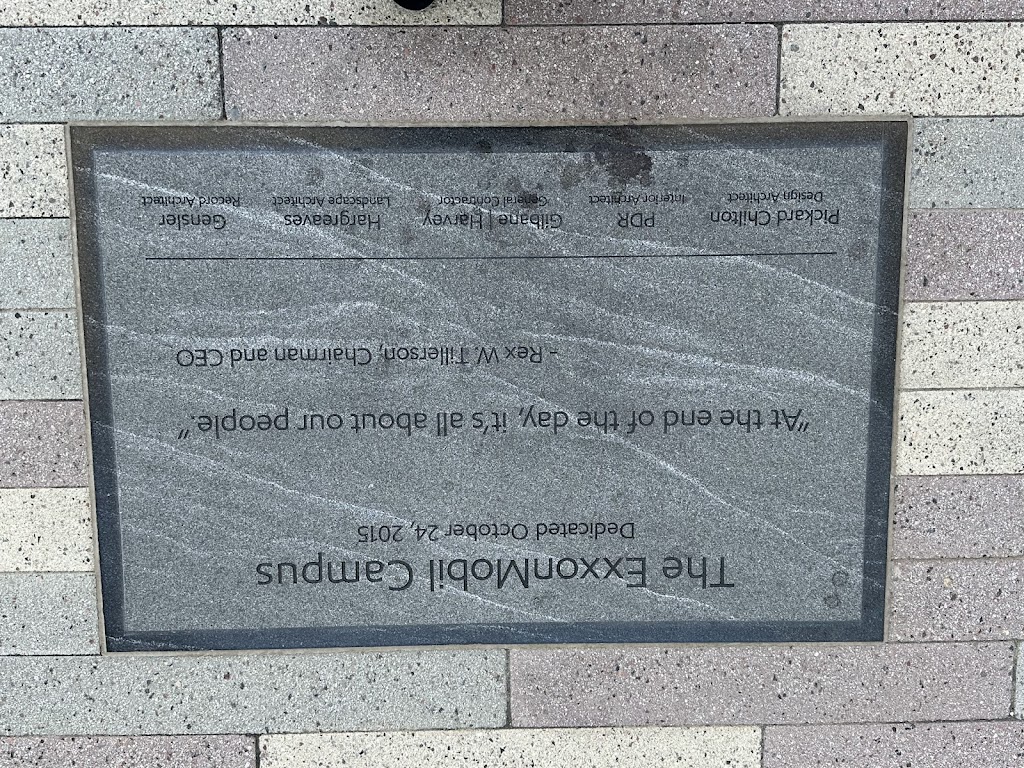 The ExxonMobil Campus
Dedicated October 24, 2015
“At the end of the day, it’s all about our people.”
- Rex W. Tillerson, Chairman and CEO
Pickard Chilton
Design Architect
PDR
Interior Architect
Gilbane | Harvey
General Contractor
Hargreaves
Landscape Architect
Gensler
Record Architect